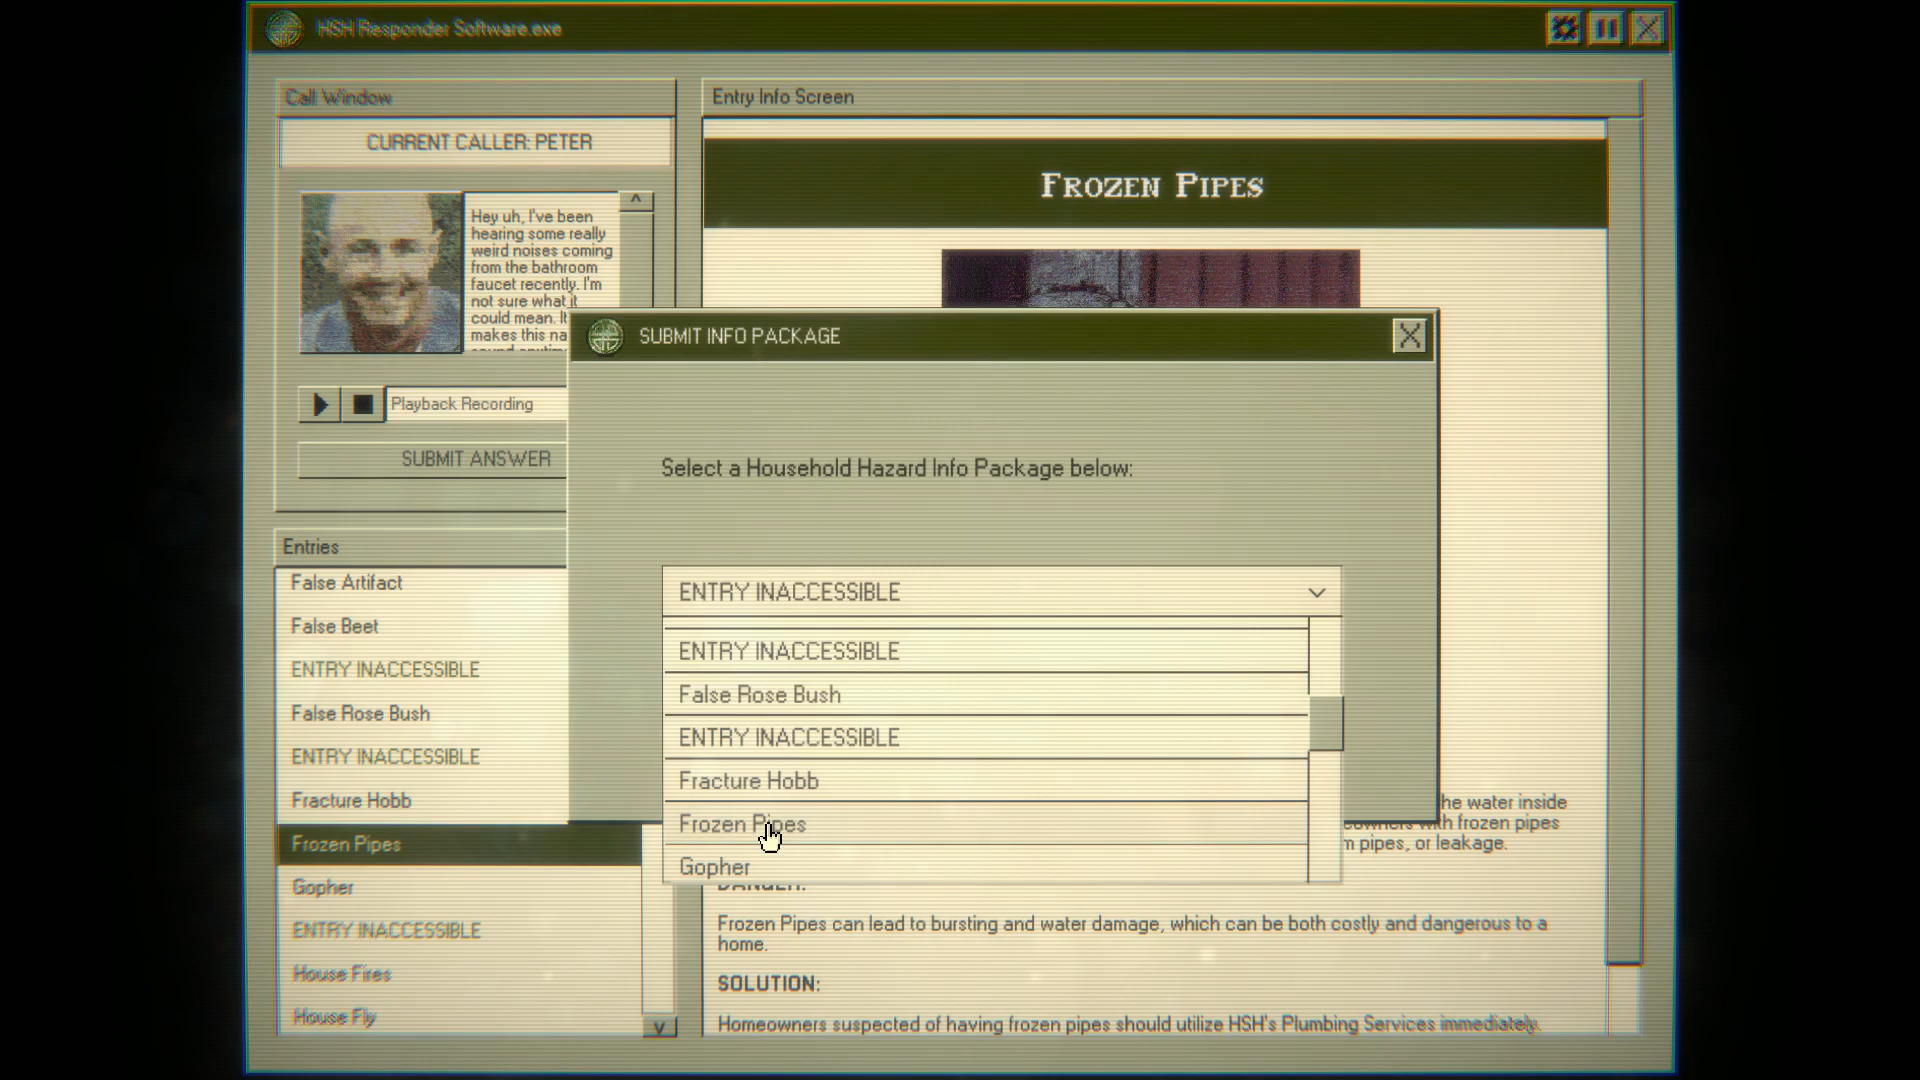 HSH Responder Software.exe
Call Window
CURRENT CALLER: PETER
Hey uh, I've been
hearing some really
weird noises coming
from the bathroom
faucet recently. I'm
not sure what it
could mean. It
makes this na
Playback Recording
SUBMIT ANSWER
Entries
False Artifact
False Beet
ENTRY INACCESSIBLE
False Rose Bush
ENTRY INACCESSIBLE
Fracture Hobb
Frozen Pipes
Gopher
ENTRY INACCESSIBLE
House Fires
House Fly
Entry Info Screen
Frozen Pipes
SUBMIT INFO PACKAGE
Select a Household Hazard Info Package below:
ENTRY INACCESSIBLE
ENTRY INACCESSIBLE
False Rose Bush
ENTRY INACCESSIBLE
Fracture Hobb
Frozen Pipes
Gopher
he water inside
with frozen pipes
pipes, or leakage.
DANGER:
Frozen Pipes can lead to bursting and water damage, which can be both costly and dangerous to a
home.
SOLUTION:
Homeowners suspected of having frozen pipes should utilize HSH's Plumbing Services immediately.